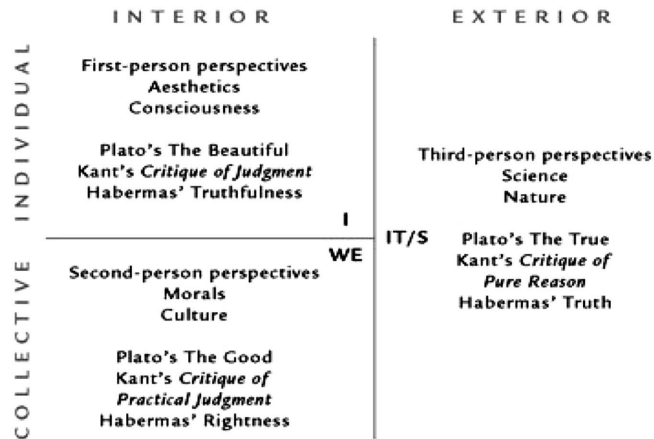 INTERIOR
EXTERIOR
INDIVIDUAL
First-person perspectives
Aesthetics
Consciousness
Plato's The Beautiful
Kant's Critique of Judgment
Habermas' Truthfulness
I
Third-person perspectives
Science
Nature
IT/S
Plato's The True
Kant's Critique of
Pure Reason
Habermas' Truth
COLLECTIVE
WE
Second-person perspectives
Morals
Culture
Plato's The Good
Kant's Critique of
Practical Judgment
Habermas' Rightness